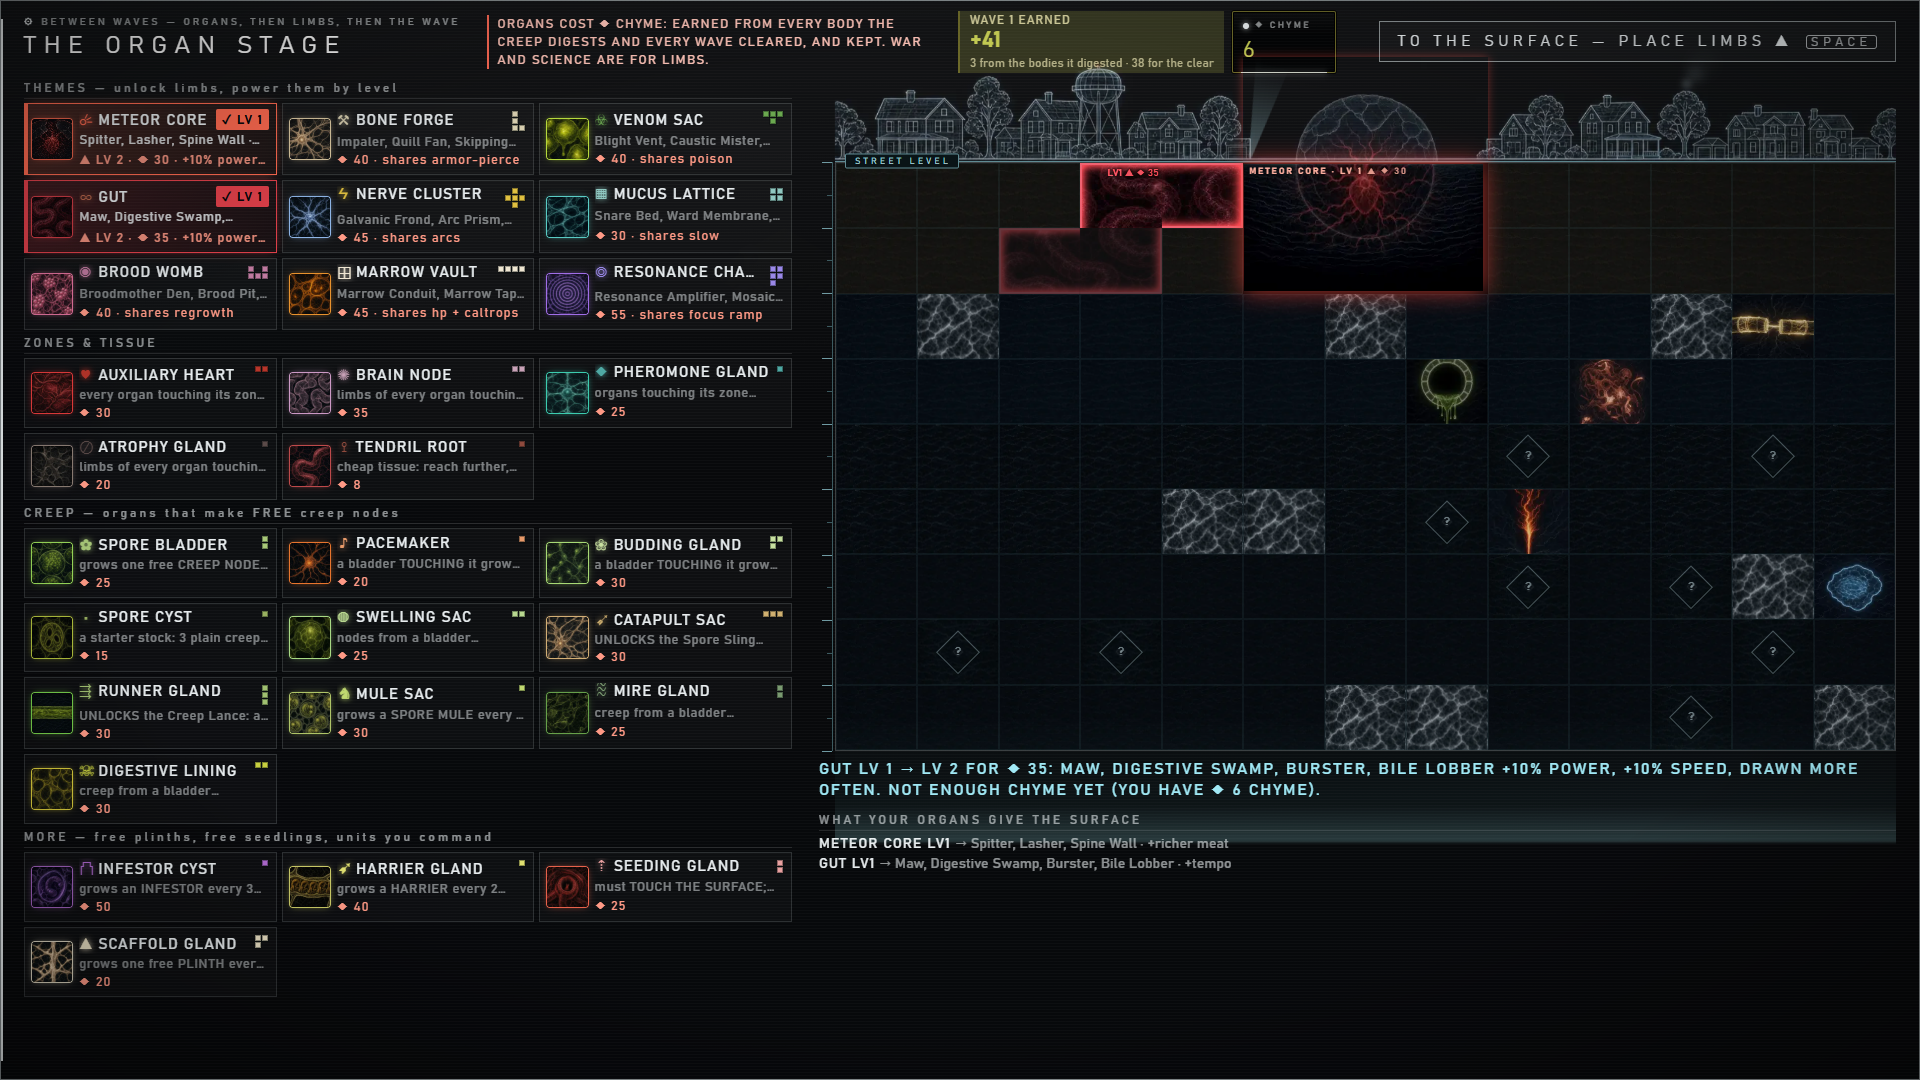 BETWEEN WAVES — ORGANS, THEN LIMBS, THEN THE WAVE
THE ORGAN STAGE
ORGANS COST ◆ CHYME: EARNED FROM EVERY BODY THE
CREEP DIGESTS AND EVERY WAVE CLEARED, AND KEPT. WAR
AND SCIENCE ARE FOR LIMBS.
WAVE 1 EARNED
+41
3 from the bodies it digested · 38 for the clear
◆ CHYME
6
TO THE SURFACE — PLACE LIMBS ▲ SPACE
THEMES — unlock limbs, power them by level
METEOR CORE ✓ LV 1
Spitter, Lasher, Spine Wall ·…
▲ LV 2 · ◆ 30 · +10% power…
BONE FORGE
Impaler, Quill Fan, Skipping…
◆ 40 · shares armor-pierce
VENOM SAC
Blight Vent, Caustic Mister,…
◆ 40 · shares poison
GUT ✓ LV 1
Maw, Digestive Swamp,…
▲ LV 2 · ◆ 35 · +10% power…
NERVE CLUSTER
Galvanic Frond, Arc Prism,…
◆ 45 · shares arcs
MUCUS LATTICE
Snare Bed, Ward Membrane,…
◆ 30 · shares slow
BROOD WOMB
Broodmother Den, Brood Pit,…
◆ 40 · shares regrowth
MARROW VAULT
Marrow Conduit, Marrow Tap…
◆ 45 · shares hp + caltrops
RESONANCE CHA…
Resonance Amplifier, Mosaic…
◆ 55 · shares focus ramp
ZONES & TISSUE
AUXILIARY HEART
every organ touching its zon…
◆ 30
BRAIN NODE
limbs of every organ touchin…
◆ 35
PHEROMONE GLAND
organs touching its zone…
◆ 25
ATROPHY GLAND
limbs of every organ touchin…
◆ 20
TENDRIL ROOT
cheap tissue: reach further,…
◆ 8
CREEP — organs that make FREE creep nodes
SPORE BLADDER
grows one free CREEP NODE…
◆ 25
PACEMAKER
a bladder TOUCHING it grow…
◆ 20
BUDDING GLAND
a bladder TOUCHING it grow…
◆ 30
SPORE CYST
a starter stock: 3 plain creep…
◆ 15
SWELLING SAC
nodes from a bladder…
◆ 25
CATAPULT SAC
UNLOCKS the Spore Sling…
◆ 30
RUNNER GLAND
UNLOCKS the Creep Lance: a…
◆ 30
MULE SAC
grows a SPORE MULE every …
◆ 30
MIRE GLAND
creep from a bladder…
◆ 25
DIGESTIVE LINING
creep from a bladder…
◆ 30
MORE — free plinths, free seedlings, units you command
INFESTOR CYST
grows an INFESTOR every 3…
◆ 50
HARRIER GLAND
grows a HARRIER every 2…
◆ 40
SEEDING GLAND
must TOUCH THE SURFACE;…
◆ 25
SCAFFOLD GLAND
grows one free PLINTH ever…
◆ 20
STREET LEVEL
LV1 ▲ ◆ 35
METEOR CORE · LV 1 ▲ ◆ 30
?
?
?
?
?
?
?
?
?
GUT LV 1 → LV 2 FOR ◆ 35: MAW, DIGESTIVE SWAMP, BURSTER, BILE LOBBER +10% POWER, +10% SPEED, DRAWN MORE
OFTEN. NOT ENOUGH CHYME YET (YOU HAVE ◆ 6 CHYME).
WHAT YOUR ORGANS GIVE THE SURFACE
METEOR CORE LV1 → Spitter, Lasher, Spine Wall · +richer meat
GUT LV1 → Maw, Digestive Swamp, Burster, Bile Lobber · +tempo